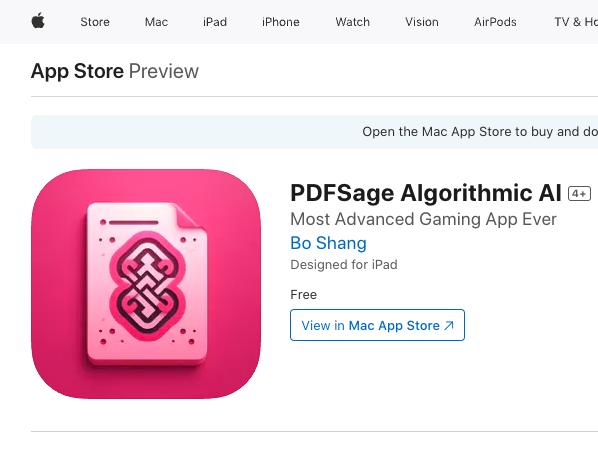 Store Mac iPad iPhone Watch Vision AirPods TV & Ho
App Store Preview
Open the Mac App Store to buy and do
PDFSage Algorithmic AI 4+
Most Advanced Gaming App Ever
Bo Shang
Designed for iPad
Free
View in Mac App Store ↗